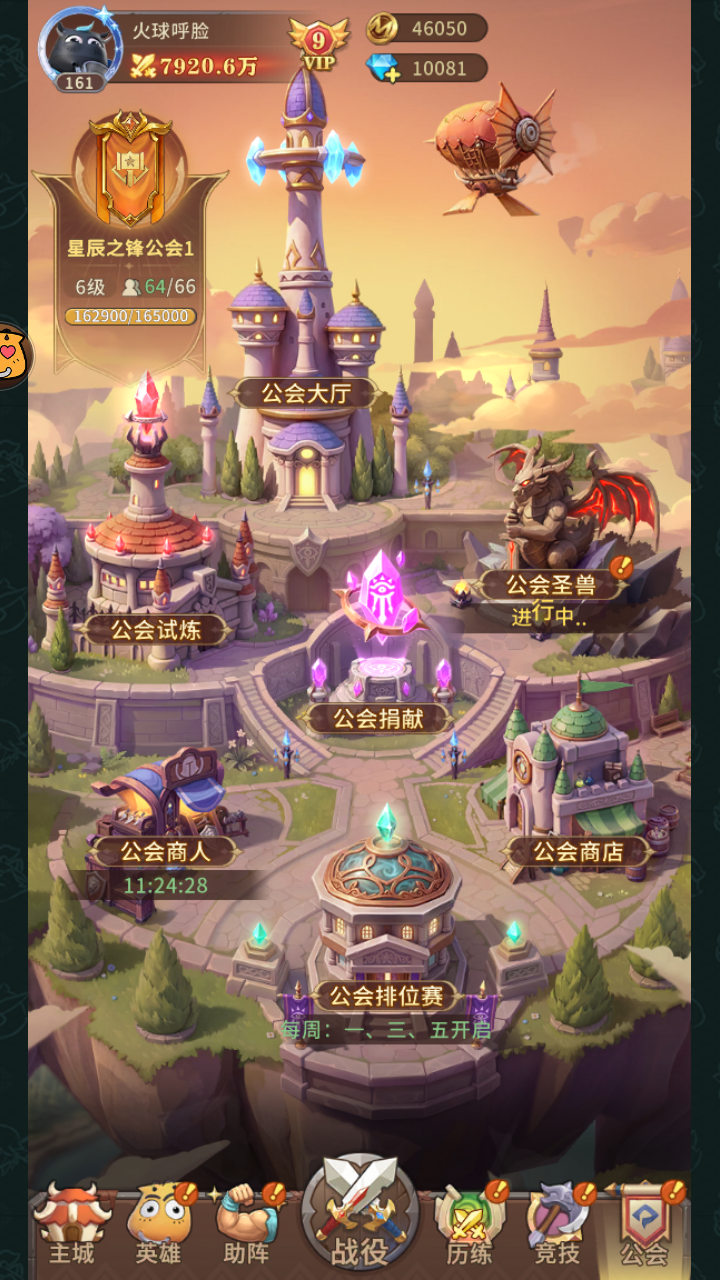 火球呼脸
9
VIP
46050
7920.6万
10081
161
星辰之锋公会1
6级 64/66
162900/165000
公会大厅
公会圣兽
进行中..
公会试炼
公会捐献
公会商人
11:24:28
公会商店
公会排位赛
每周：一、三、五开启
主城 英雄 助阵 战役 历练 竞技 公会